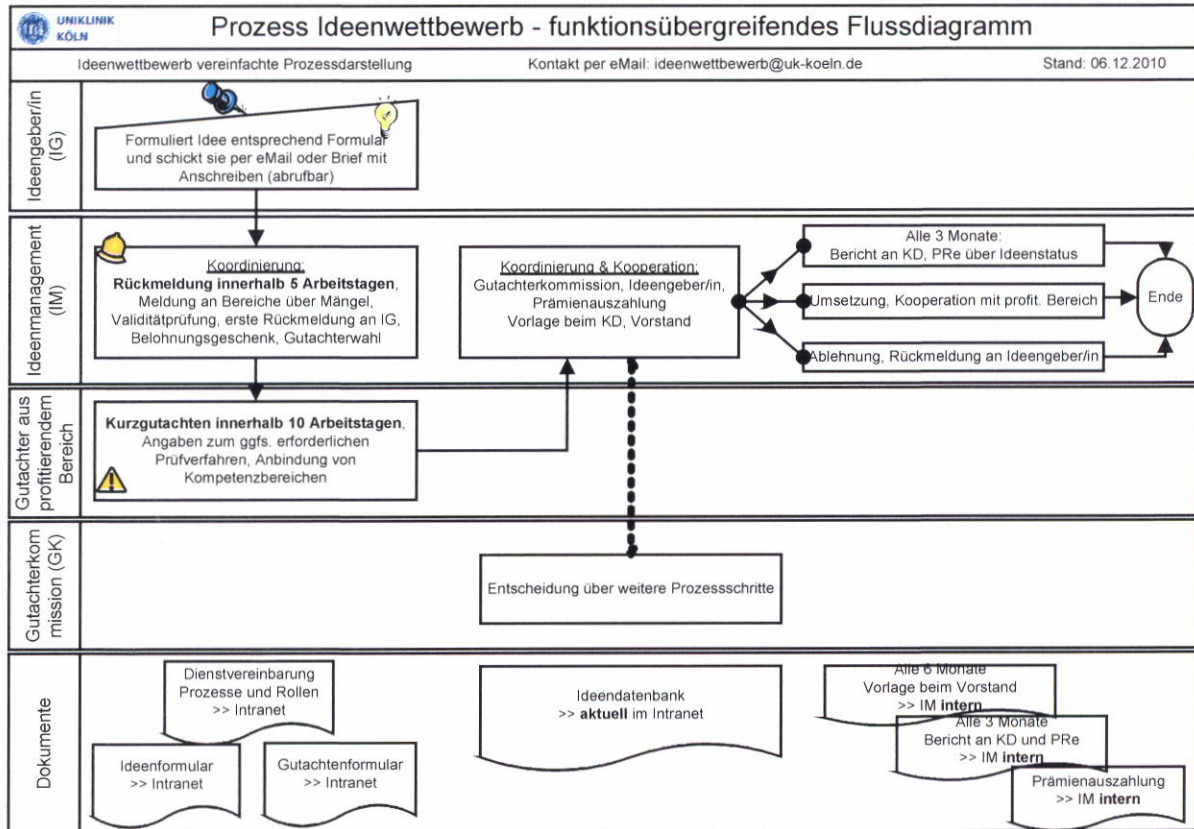 UNIKLINIK
KÖLN
Prozess Ideenwettbewerb - funktionsübergreifendes Flussdiagramm
Ideenwettbewerb vereinfachte Prozessdarstellung
Kontakt per eMail: ideenwettbewerb@uk-koeln.de
Stand: 06.12.2010
Ideengeber/in
(IG)
Formuliert Idee entsprechend Formular
und schickt sie per eMail oder Brief mit
Anschreiben (abrufbar)
Ideenmanagement
(IM)
Koordinierung:
Rückmeldung innerhalb 5 Arbeitstagen,
Meldung an Bereiche über Mängel,
Validitätprüfung, erste Rückmeldung an IG,
Belohnungsgeschenk, Gutachterwahl
Koordinierung & Kooperation:
Gutachterkommission, Ideengeber/in,
Prämienauszahlung
Vorlage beim KD, Vorstand
Alle 3 Monate:
Bericht an KD, PRe über Ideenstatus
Umsetzung, Kooperation mit profit. Bereich
Ablehnung, Rückmeldung an Ideengeber/in
Ende
Gutachter aus
profitierendem
Bereich
Kurzgutachten innerhalb 10 Arbeitstagen,
Angaben zum ggfs. erforderlichen
Prüfverfahren, Anbindung von
Kompetenzbereichen
Gutachterkom
mission (GK)
Entscheidung über weitere Prozessschritte
Dokumente
Dienstvereinbarung
Prozesse und Rollen
>> Intranet
Ideenformular
>> Intranet
Gutachtenformular
>> Intranet
Ideendatenbank
>> aktuell im Intranet
Alle 6 Monate
Vorlage beim Vorstand
>> IM intern
Alle 3 Monate
Bericht an KD und PRe
>> IM intern
Prämienauszahlung
>> IM intern